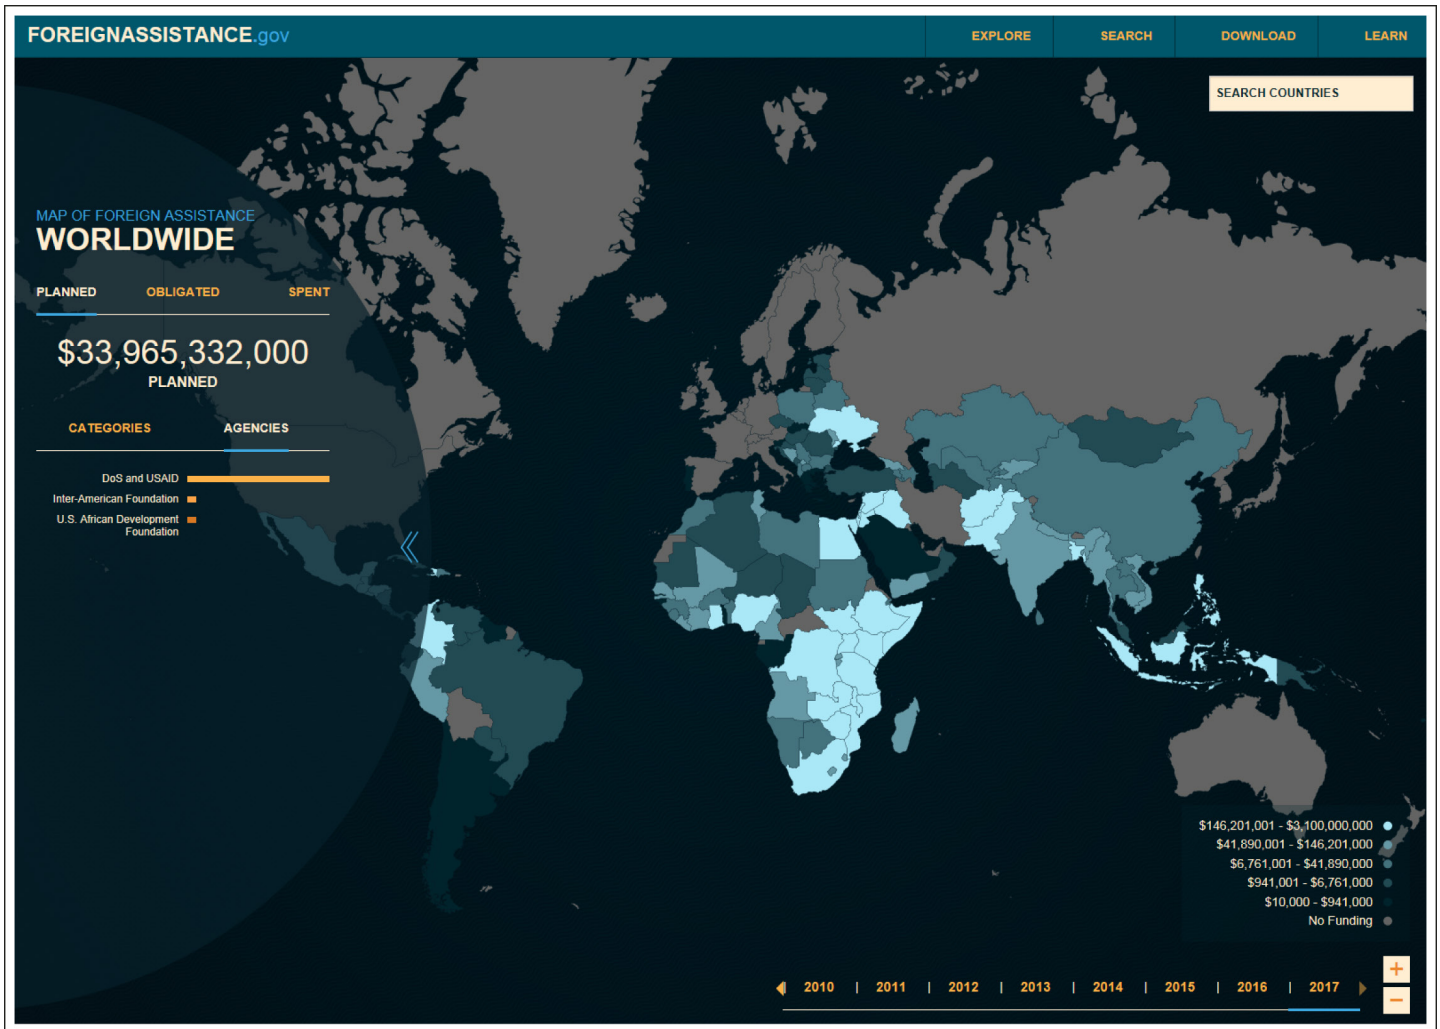 FOREIGNASSISTANCE.gov
EXPLORE
SEARCH
DOWNLOAD
LEARN
SEARCH COUNTRIES
MAP OF FOREIGN ASSISTANCE
WORLDWIDE
PLANNED
OBLIGATED
SPENT
$33,965,332,000
PLANNED
CATEGORIES
AGENCIES
DoS and USAID
Inter-American Foundation
U.S. African Development
Foundation
$146,201,001 - $3,100,000,000
$41,890,001 - $146,201,000
$6,761,001 - $41,890,000
$941,001 - $6,761,000
$10,000 - $941,000
No Funding
2010 | 2011 | 2012 | 2013 | 2014 | 2015 | 2016 | 2017
+
−